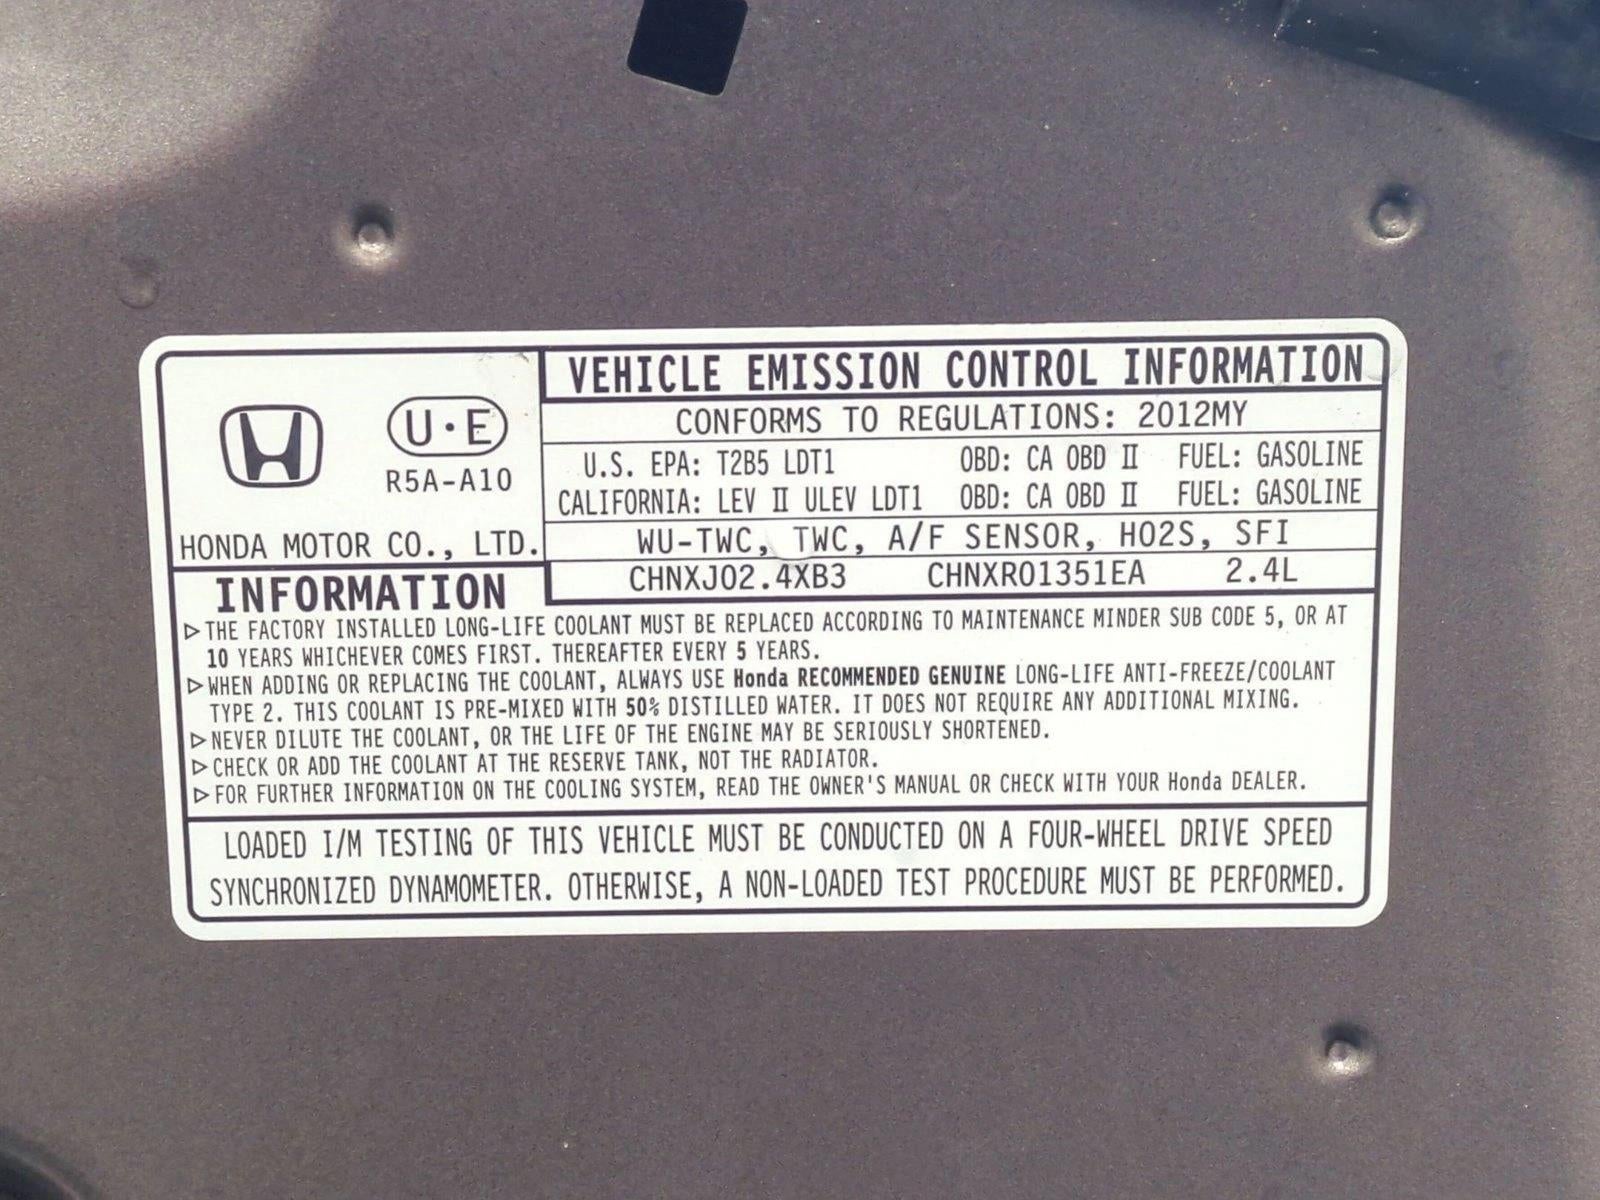 VEHICLE EMISSION CONTROL INFORMATION
CONFORMS TO REGULATIONS: 2012MY
U.S. EPA: T2B5 LDT1 OBD: CA OBD II FUEL: GASOLINE
CALIFORNIA: LEV II ULEV LDT1 OBD: CA OBD II FUEL: GASOLINE
WU-TWC, TWC, A/F SENSOR, HO2S, SFI
CHNXJ02.4XB3 CHNXR01351EA 2.4L
U·E
R5A-A10
HONDA MOTOR CO., LTD.
INFORMATION
▷THE FACTORY INSTALLED LONG-LIFE COOLANT MUST BE REPLACED ACCORDING TO MAINTENANCE MINDER SUB CODE 5, OR AT
10 YEARS WHICHEVER COMES FIRST. THEREAFTER EVERY 5 YEARS.
▷WHEN ADDING OR REPLACING THE COOLANT, ALWAYS USE Honda RECOMMENDED GENUINE LONG-LIFE ANTI-FREEZE/COOLANT
TYPE 2. THIS COOLANT IS PRE-MIXED WITH 50% DISTILLED WATER. IT DOES NOT REQUIRE ANY ADDITIONAL MIXING.
▷NEVER DILUTE THE COOLANT, OR THE LIFE OF THE ENGINE MAY BE SERIOUSLY SHORTENED.
▷CHECK OR ADD THE COOLANT AT THE RESERVE TANK, NOT THE RADIATOR.
▷FOR FURTHER INFORMATION ON THE COOLING SYSTEM, READ THE OWNER'S MANUAL OR CHECK WITH YOUR Honda DEALER.
LOADED I/M TESTING OF THIS VEHICLE MUST BE CONDUCTED ON A FOUR-WHEEL DRIVE SPEED
SYNCHRONIZED DYNAMOMETER. OTHERWISE, A NON-LOADED TEST PROCEDURE MUST BE PERFORMED.